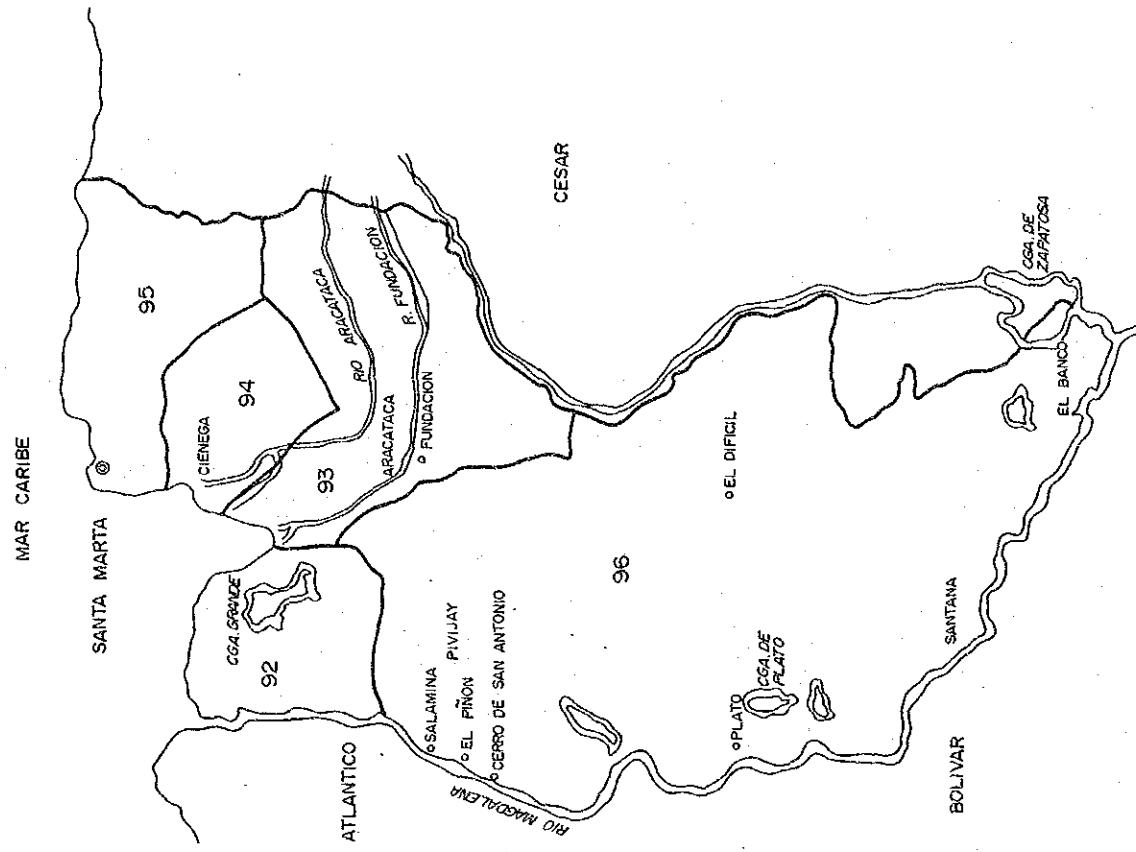 MAR CARIBE
SANTA MARTA
95
94
CIENEGA
93
RIO ARACATACA
R. FUNDACION
ARACATACA
FUNDACION
CGA. GRANDE
92
ATLANTICO
CESAR
SALAMINA
EL PIÑON
PIVIJAY
CERRO DE SAN ANTONIO
RIO MAGDALENA
96
EL DIFICIL
PLATO
CGA. DE
PLATO
SANTANA
BOLIVAR
CGA. DE
ZAPATOSA
EL BANCO